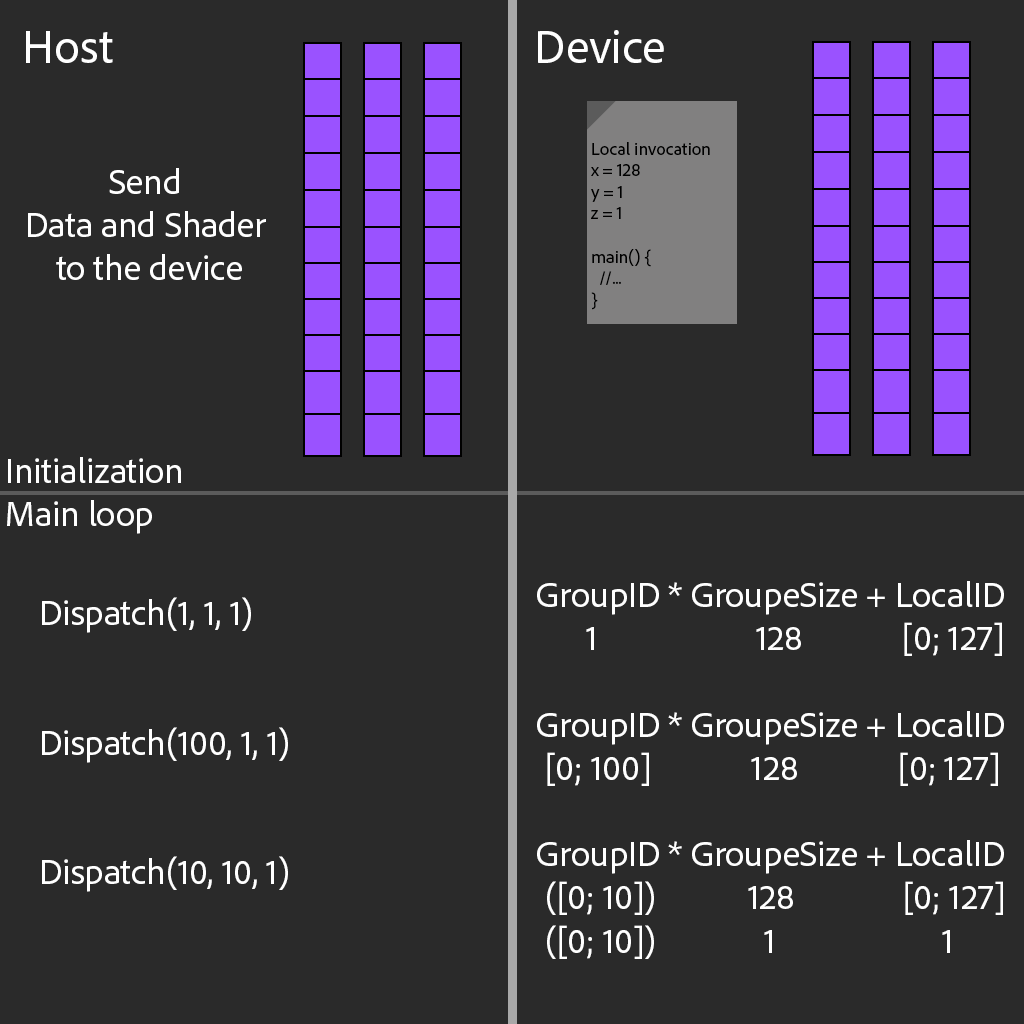 Host
Send
Data and Shader
to the device
Initialization
Device
Local invocation
x = 128
y = 1
z = 1
main() {
//...
}
Main loop
Dispatch(1, 1, 1)
GroupID * GroupeSize + LocalID
1 128 [0; 127]
Dispatch(100, 1, 1)
GroupID * GroupeSize + LocalID
[0; 100] 128 [0; 127]
Dispatch(10, 10, 1)
GroupID * GroupeSize + LocalID
([0; 10]) 128 [0; 127]
([0; 10]) 1 1